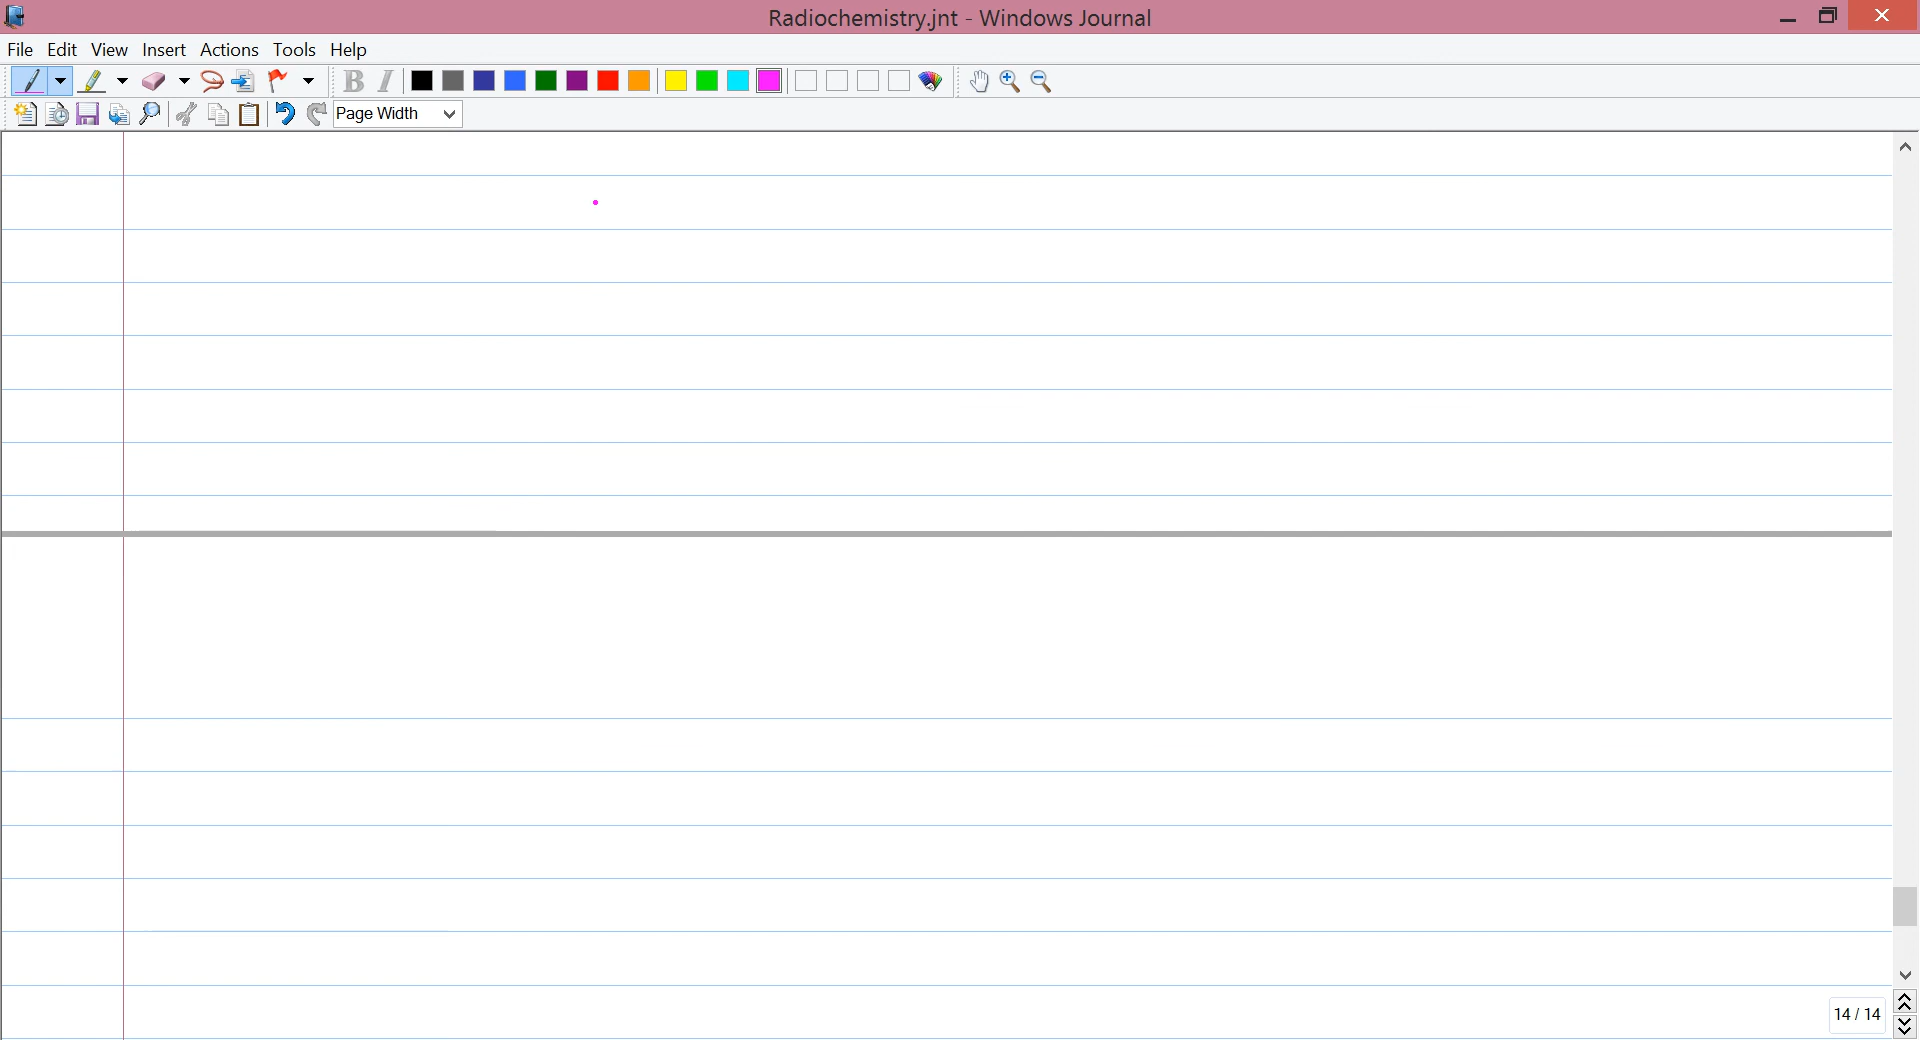 Radiochemistry.jnt - Windows Journal
File Edit View Insert Actions Tools Help
B I
Page Width
14 / 14